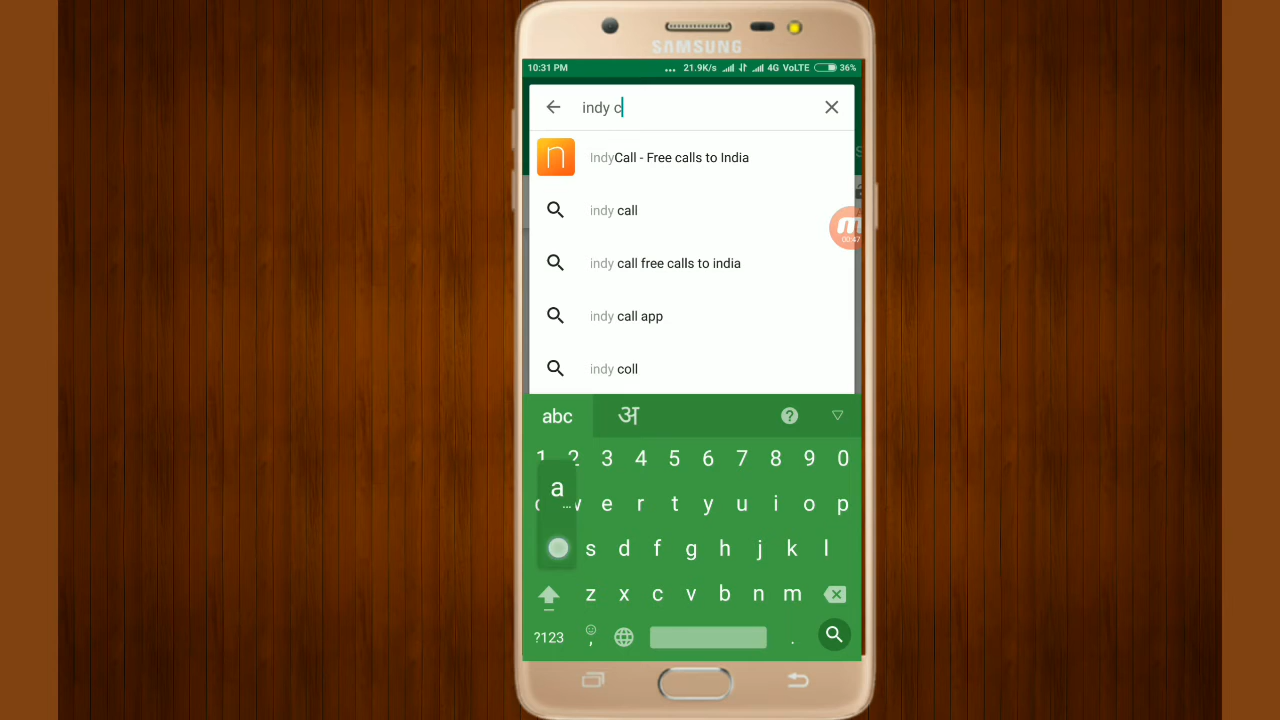 SAMSUNG
10:31 PM ... 21.9K/s 4G VoLTE 36%
indy c
IndyCall - Free calls to India
indy call
00:47
indy call free calls to india
indy call app
indy coll
abc अ ?
1 2 3 4 5 6 7 8 9 0
a
e r t y u i o p
s d f g h j k l
z x c v b n m
?123 , .